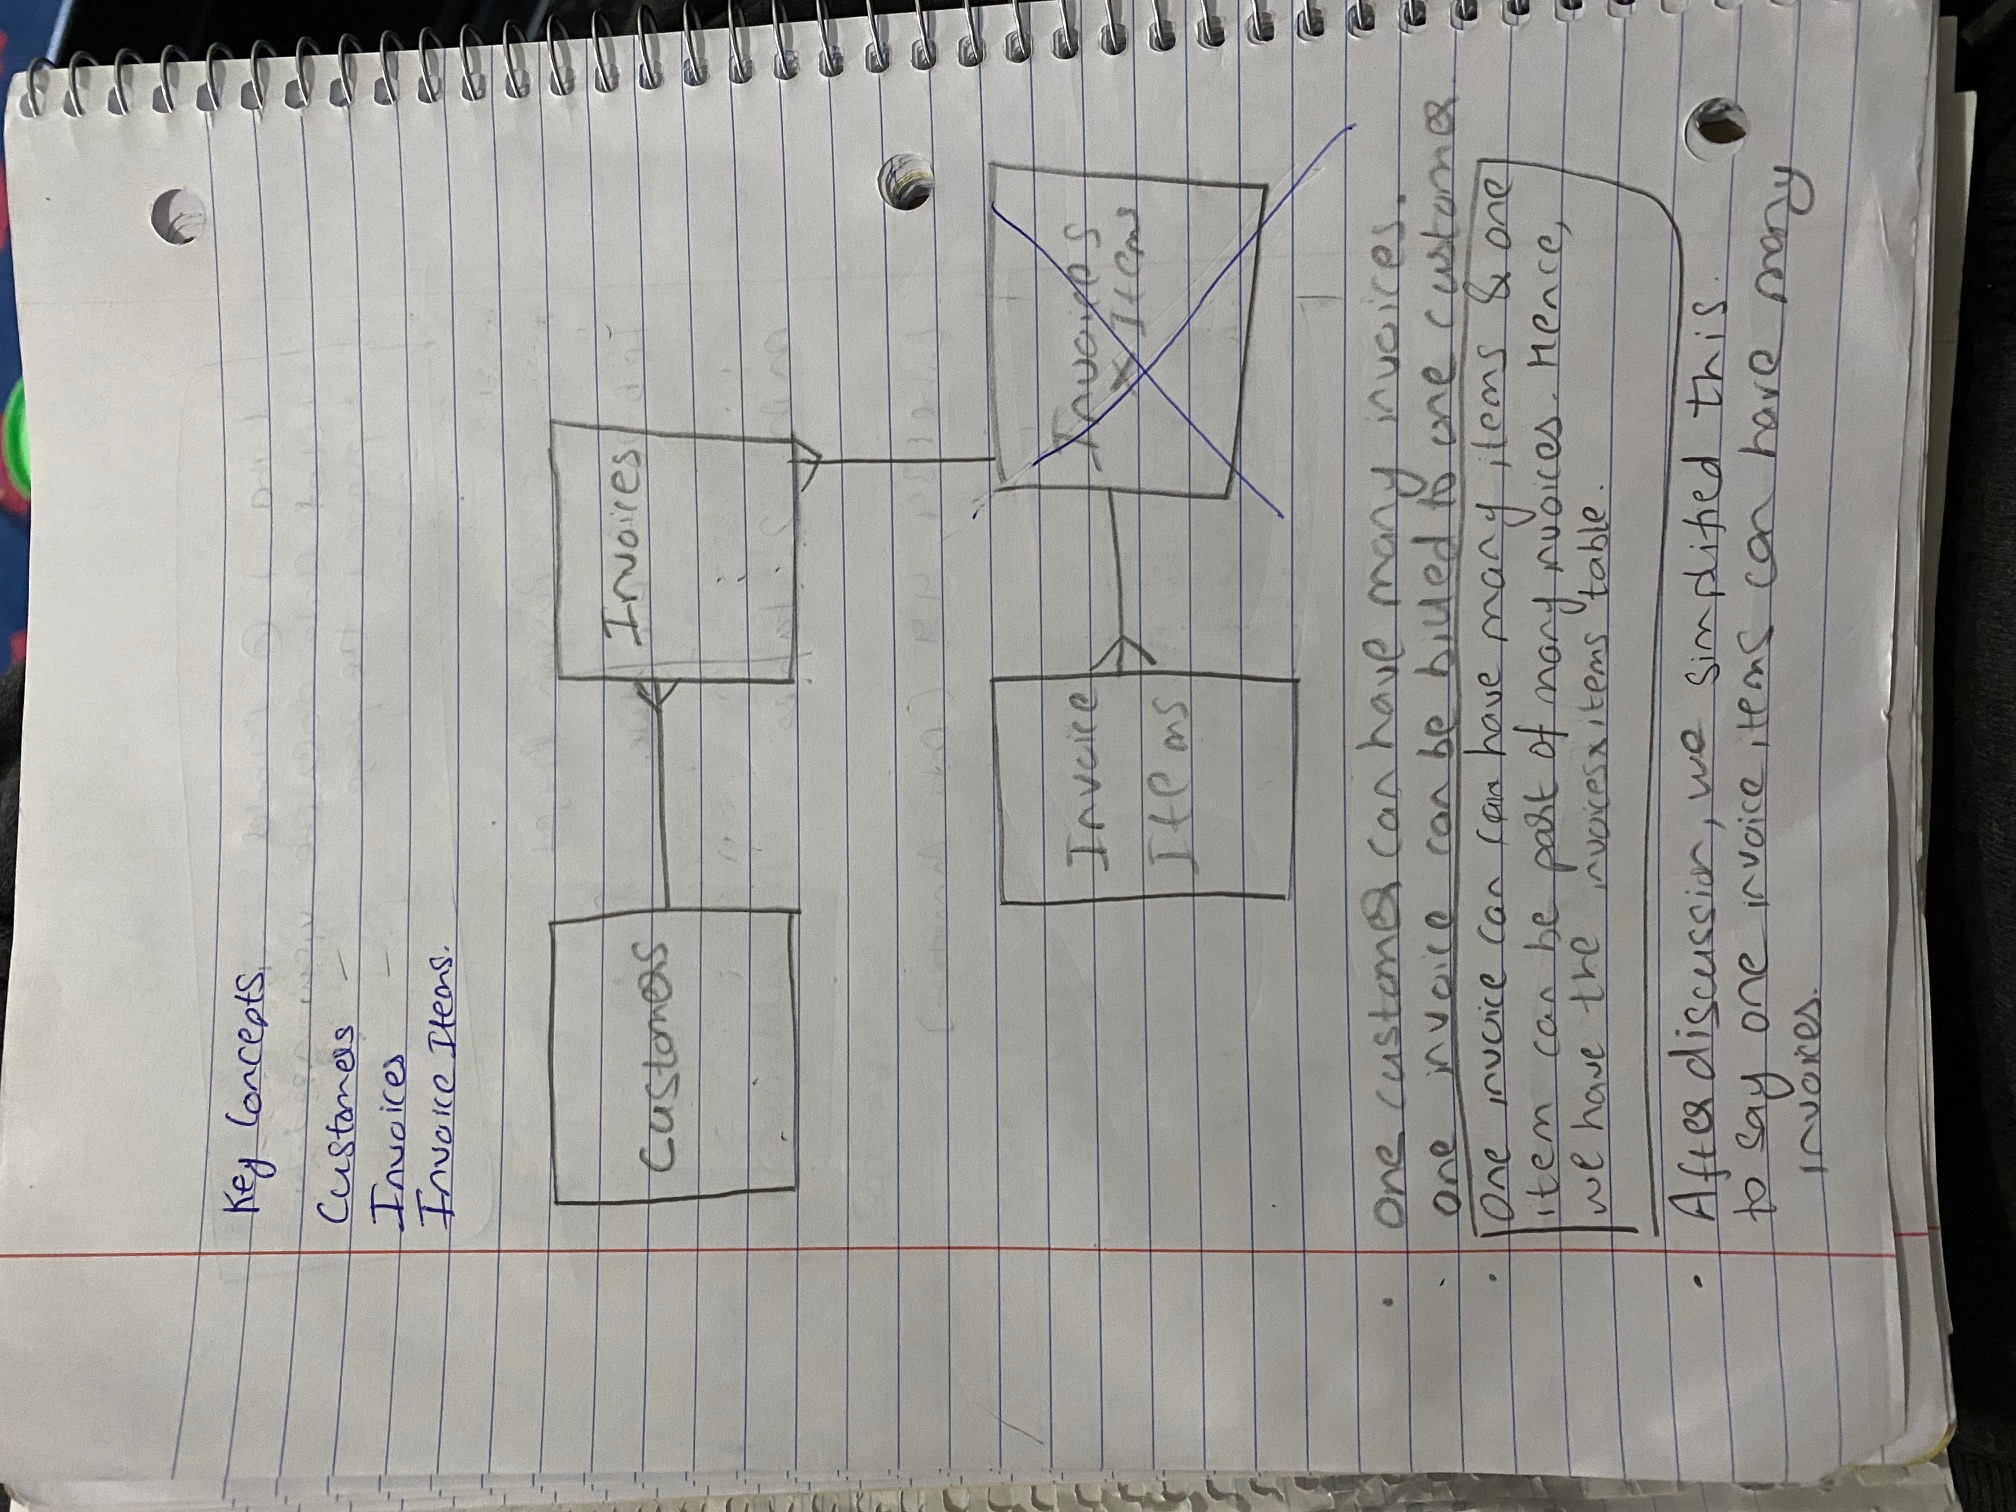 Key Concepts
Customers -
Invoices -
Invoice Items.
Customers
Invoices
Invoice
Items
Invoices
x Items
. One customer can have many invoices.
. One invoice can be billed to one customer
. One invoice can can have many items & one
item can be part of many invoices. Hence,
we have the invoicesxitems table.
. After discussion, we simplified this.
to say one invoice items can have many
invoices.